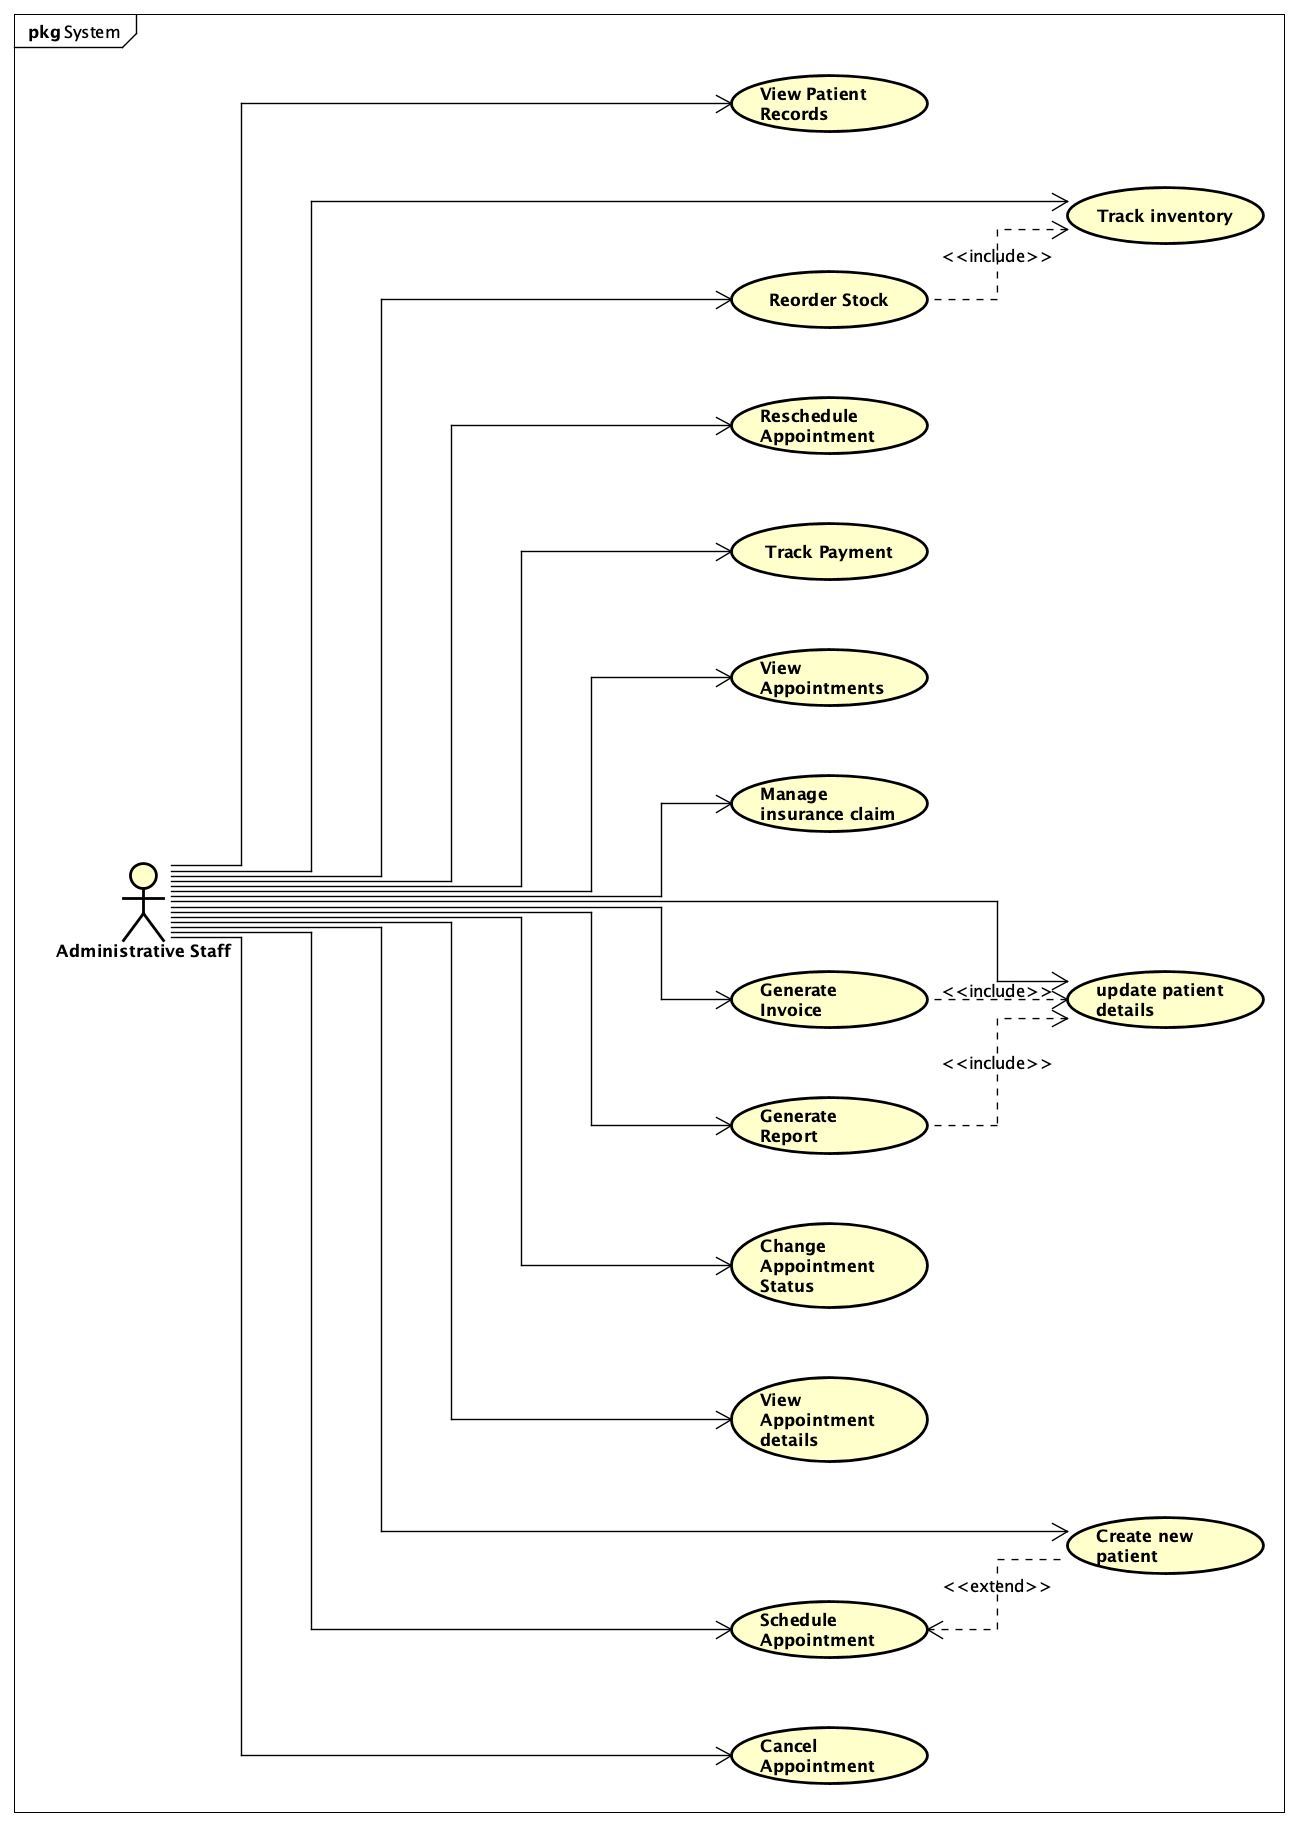 pkg System
View Patient
Records
Track inventory
<<include>>
Reorder Stock
Reschedule
Appointment
Track Payment
View
Appointments
Manage
insurance claim
Administrative Staff
Generate
Invoice
<<include>>
update patient
details
<<include>>
Generate
Report
Change
Appointment
Status
View
Appointment
details
Create new
patient
<<extend>>
Schedule
Appointment
Cancel
Appointment